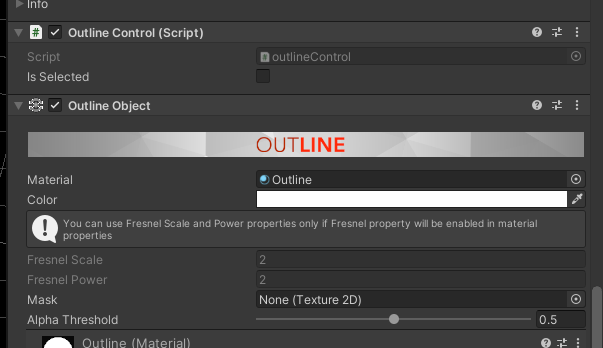 Info
Outline Control (Script)
Script outlineControl
Is Selected
Outline Object
OUTLINE
Material Outline
Color
You can use Fresnel Scale and Power properties only if Fresnel property will be enabled in material
properties
Fresnel Scale 2
Fresnel Power 2
Mask None (Texture 2D)
Alpha Threshold 0.5
Outline (Material)